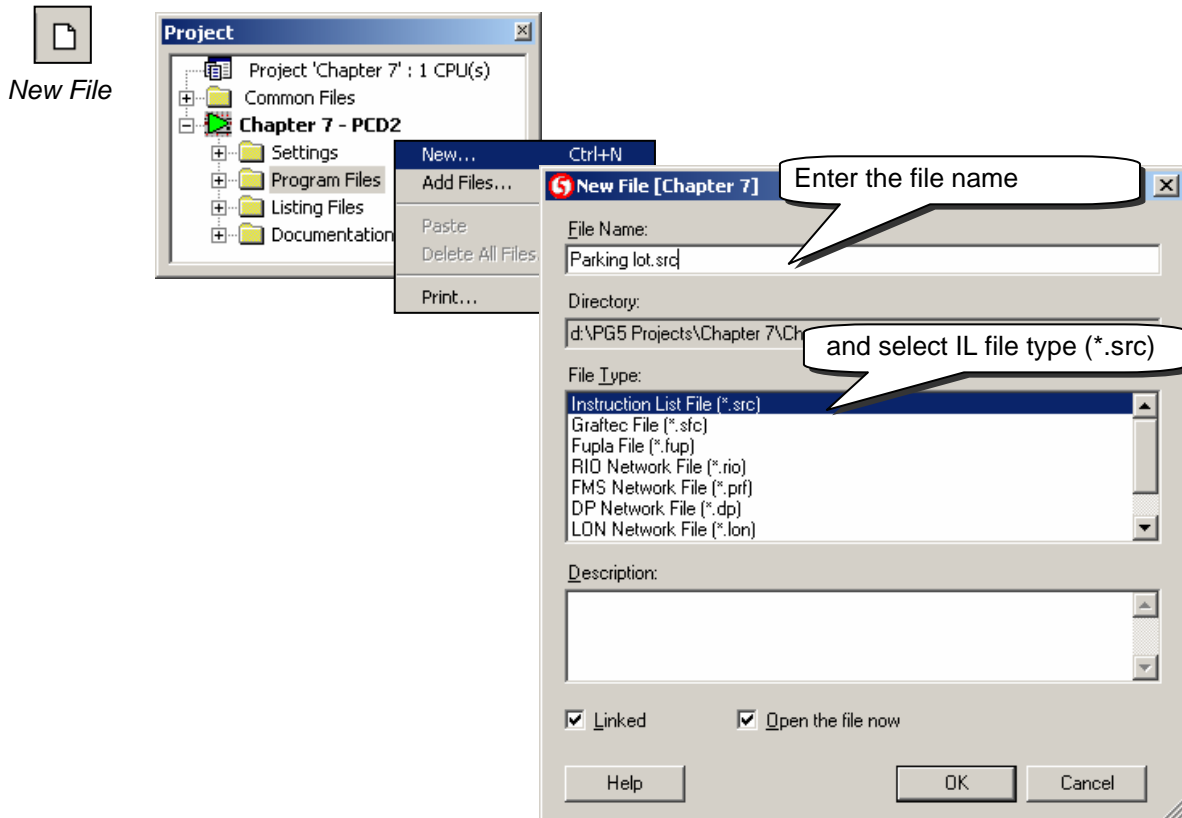 New File
Project
Project 'Chapter 7' : 1 CPU(s)
Common Files
Chapter 7 - PCD2
Settings
Program Files
Listing Files
Documentation
New... Ctrl+N
Add Files...
Paste
Delete All Files
Print...
New File [Chapter 7]
Enter the file name
File Name:
Parking lot.src
Directory:
d:\PG5 Projects\Chapter 7\Ch
and select IL file type (*.src)
File Type:
Instruction List File (*.src)
Graftec File (*.sfc)
Fupla File (*.fup)
RIO Network File (*.rio)
FMS Network File (*.prf)
DP Network File (*.dp)
LON Network File (*.lon)
Description:
Linked
Open the file now
Help
OK
Cancel